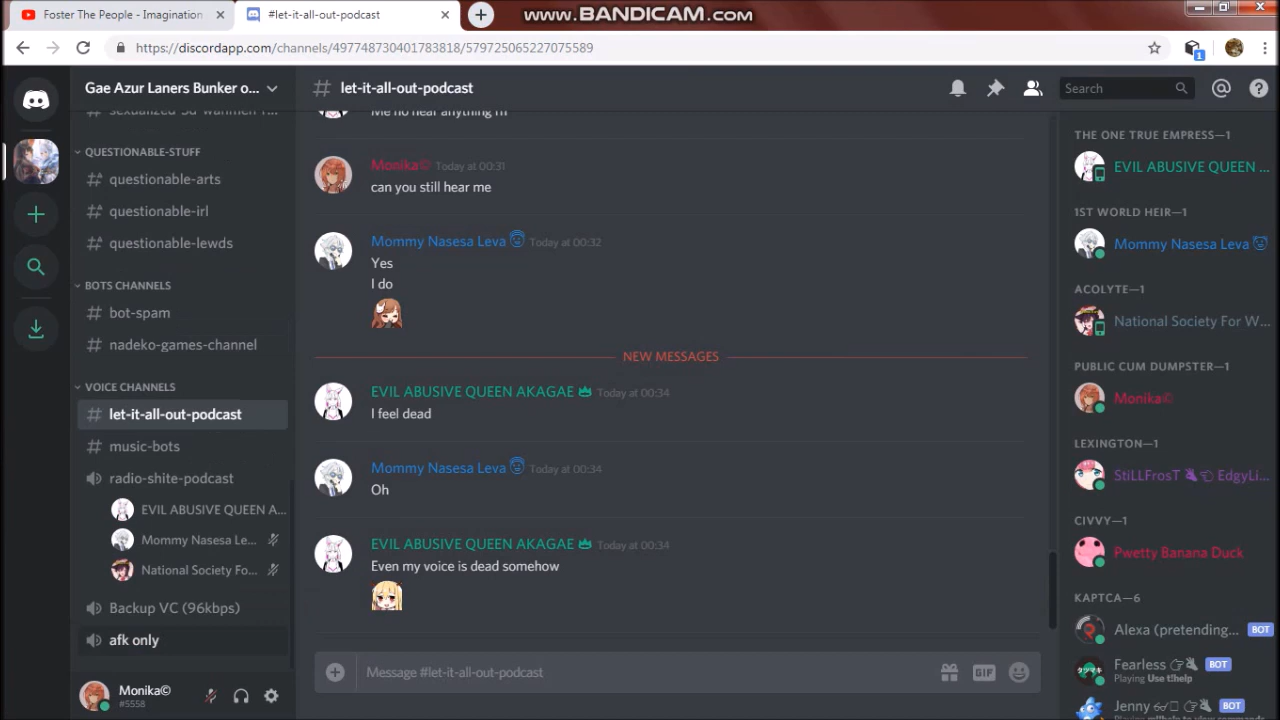 Foster The People - Imagination
#let-it-all-out-podcast
www.BANDICAM.com
https://discordapp.com/channels/497748730401783818/579725065227075589
1
Gae Azur Laners Bunker o...
# let-it-all-out-podcast
Search
QUESTIONABLE-STUFF
questionable-arts
questionable-irl
questionable-lewds
BOTS CHANNELS
bot-spam
nadeko-games-channel
VOICE CHANNELS
let-it-all-out-podcast
music-bots
radio-shite-podcast
EVIL ABUSIVE QUEEN A...
Mommy Nasesa Le...
National Society Fo...
Backup VC (96kbps)
afk only
Monika©
#5558
Me no hear anything
Monika© Today at 00:31
can you still hear me
Mommy Nasesa Leva Today at 00:32
Yes
I do
NEW MESSAGES
EVIL ABUSIVE QUEEN AKAGAE Today at 00:34
I feel dead
Mommy Nasesa Leva Today at 00:34
Oh
EVIL ABUSIVE QUEEN AKAGAE Today at 00:34
Even my voice is dead somehow
Message #let-it-all-out-podcast
GIF
THE ONE TRUE EMPRESS—1
EVIL ABUSIVE QUEEN ...
1ST WORLD HEIR—1
Mommy Nasesa Leva
ACOLYTE—1
National Society For W...
PUBLIC CUM DUMPSTER—1
Monika©
LEXINGTON—1
StiLLFrosT EdgyLi...
CIVVY—1
Pwetty Banana Duck
KAPTCA—6
Alexa (pretending... BOT
Fearless BOT
Playing Use t!help
Jenny BOT